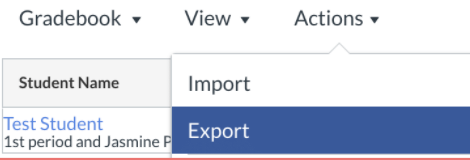 Gradebook View Actions
Student Name
Import
Test Student
1st period and Jasmine P
Export